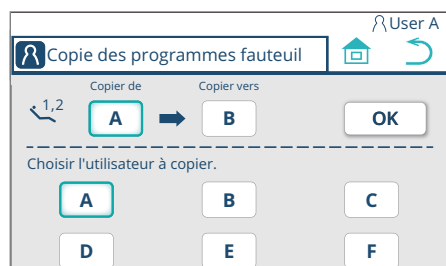 User A
Copie des programmes fauteuil
Copier de Copier vers
1,2 A B OK
Choisir l'utilisateur à copier.
A B C
D E F